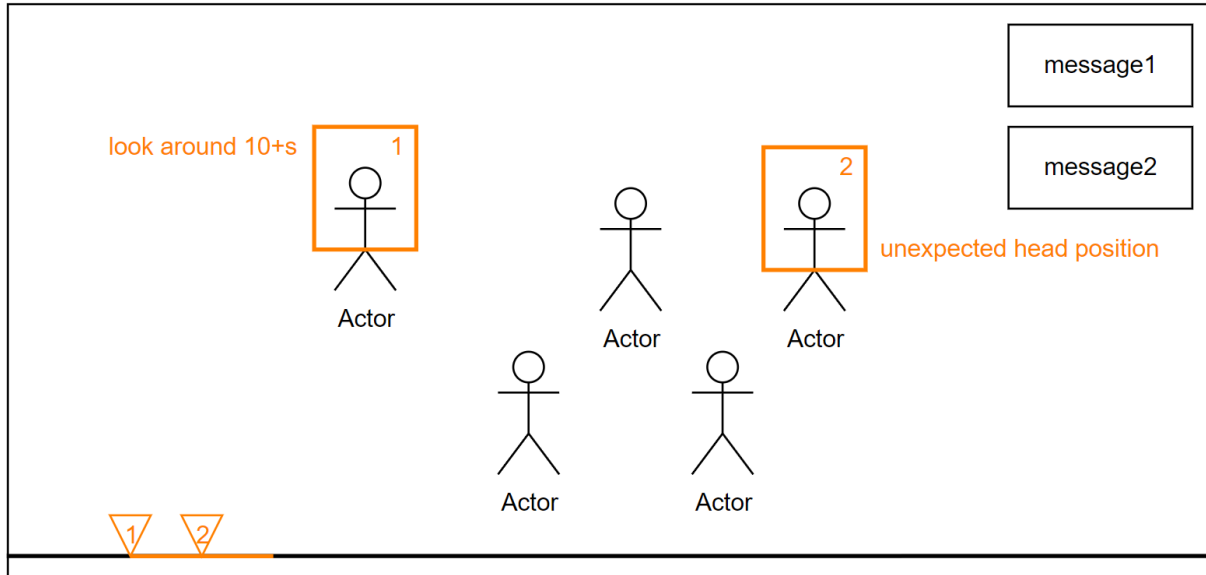 message1
look around 10+s
1
message2
2
unexpected head position
Actor
Actor
Actor
Actor
Actor
1
2